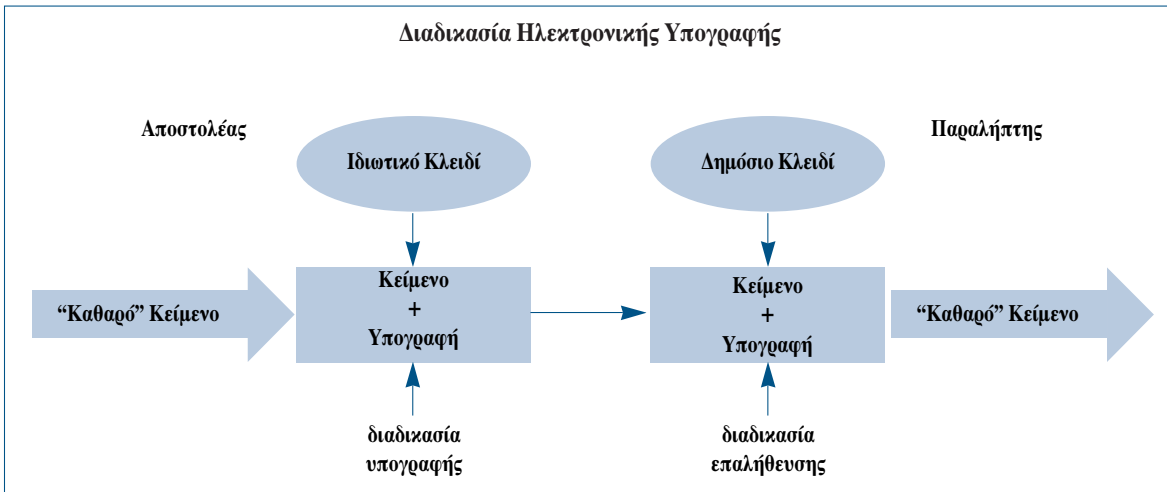 Διαδικασία Ηλεκτρονικής Υπογραφής
Αποστολέας
Παραλήπτης
Ιδιωτικό Κλειδί
Δημόσιο Κλειδί
“Καθαρό” Κείμενο
Κείμενο
+
Υπογραφή
Κείμενο
+
Υπογραφή
“Καθαρό” Κείμενο
διαδικασία
υπογραφής
διαδικασία
επαλήθευσης